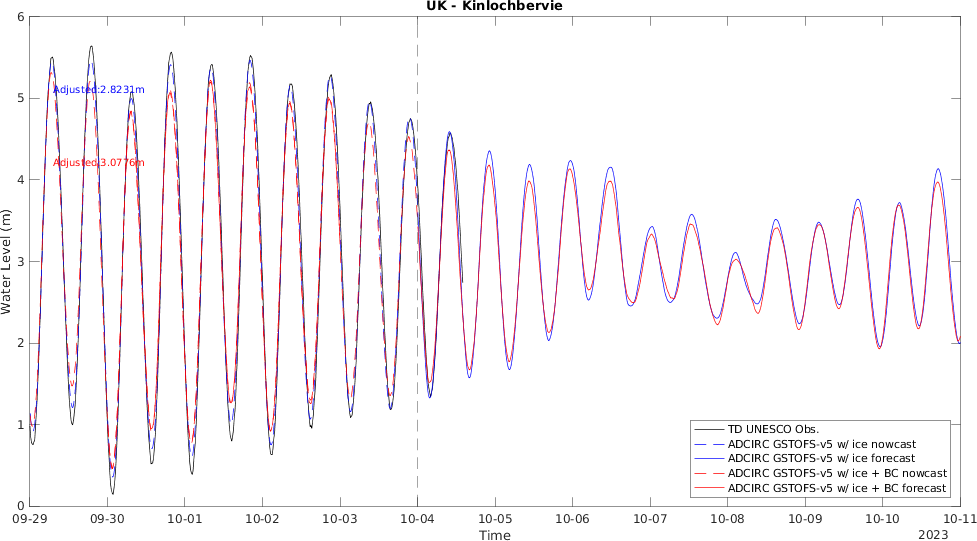 UK - Kinlochbervie
6
5
4
3
2
1
0
Water Level (m)
Adjusted:2.8231m
Adjusted:3.0776m
TD UNESCO Obs.
ADCIRC GSTOFS-v5 w/ ice nowcast
ADCIRC GSTOFS-v5 w/ ice forecast
ADCIRC GSTOFS-v5 w/ ice + BC nowcast
ADCIRC GSTOFS-v5 w/ ice + BC forecast
09-29 09-30 10-01 10-02 10-03 10-04 10-05 10-06 10-07 10-08 10-09 10-10 10-11
Time
2023